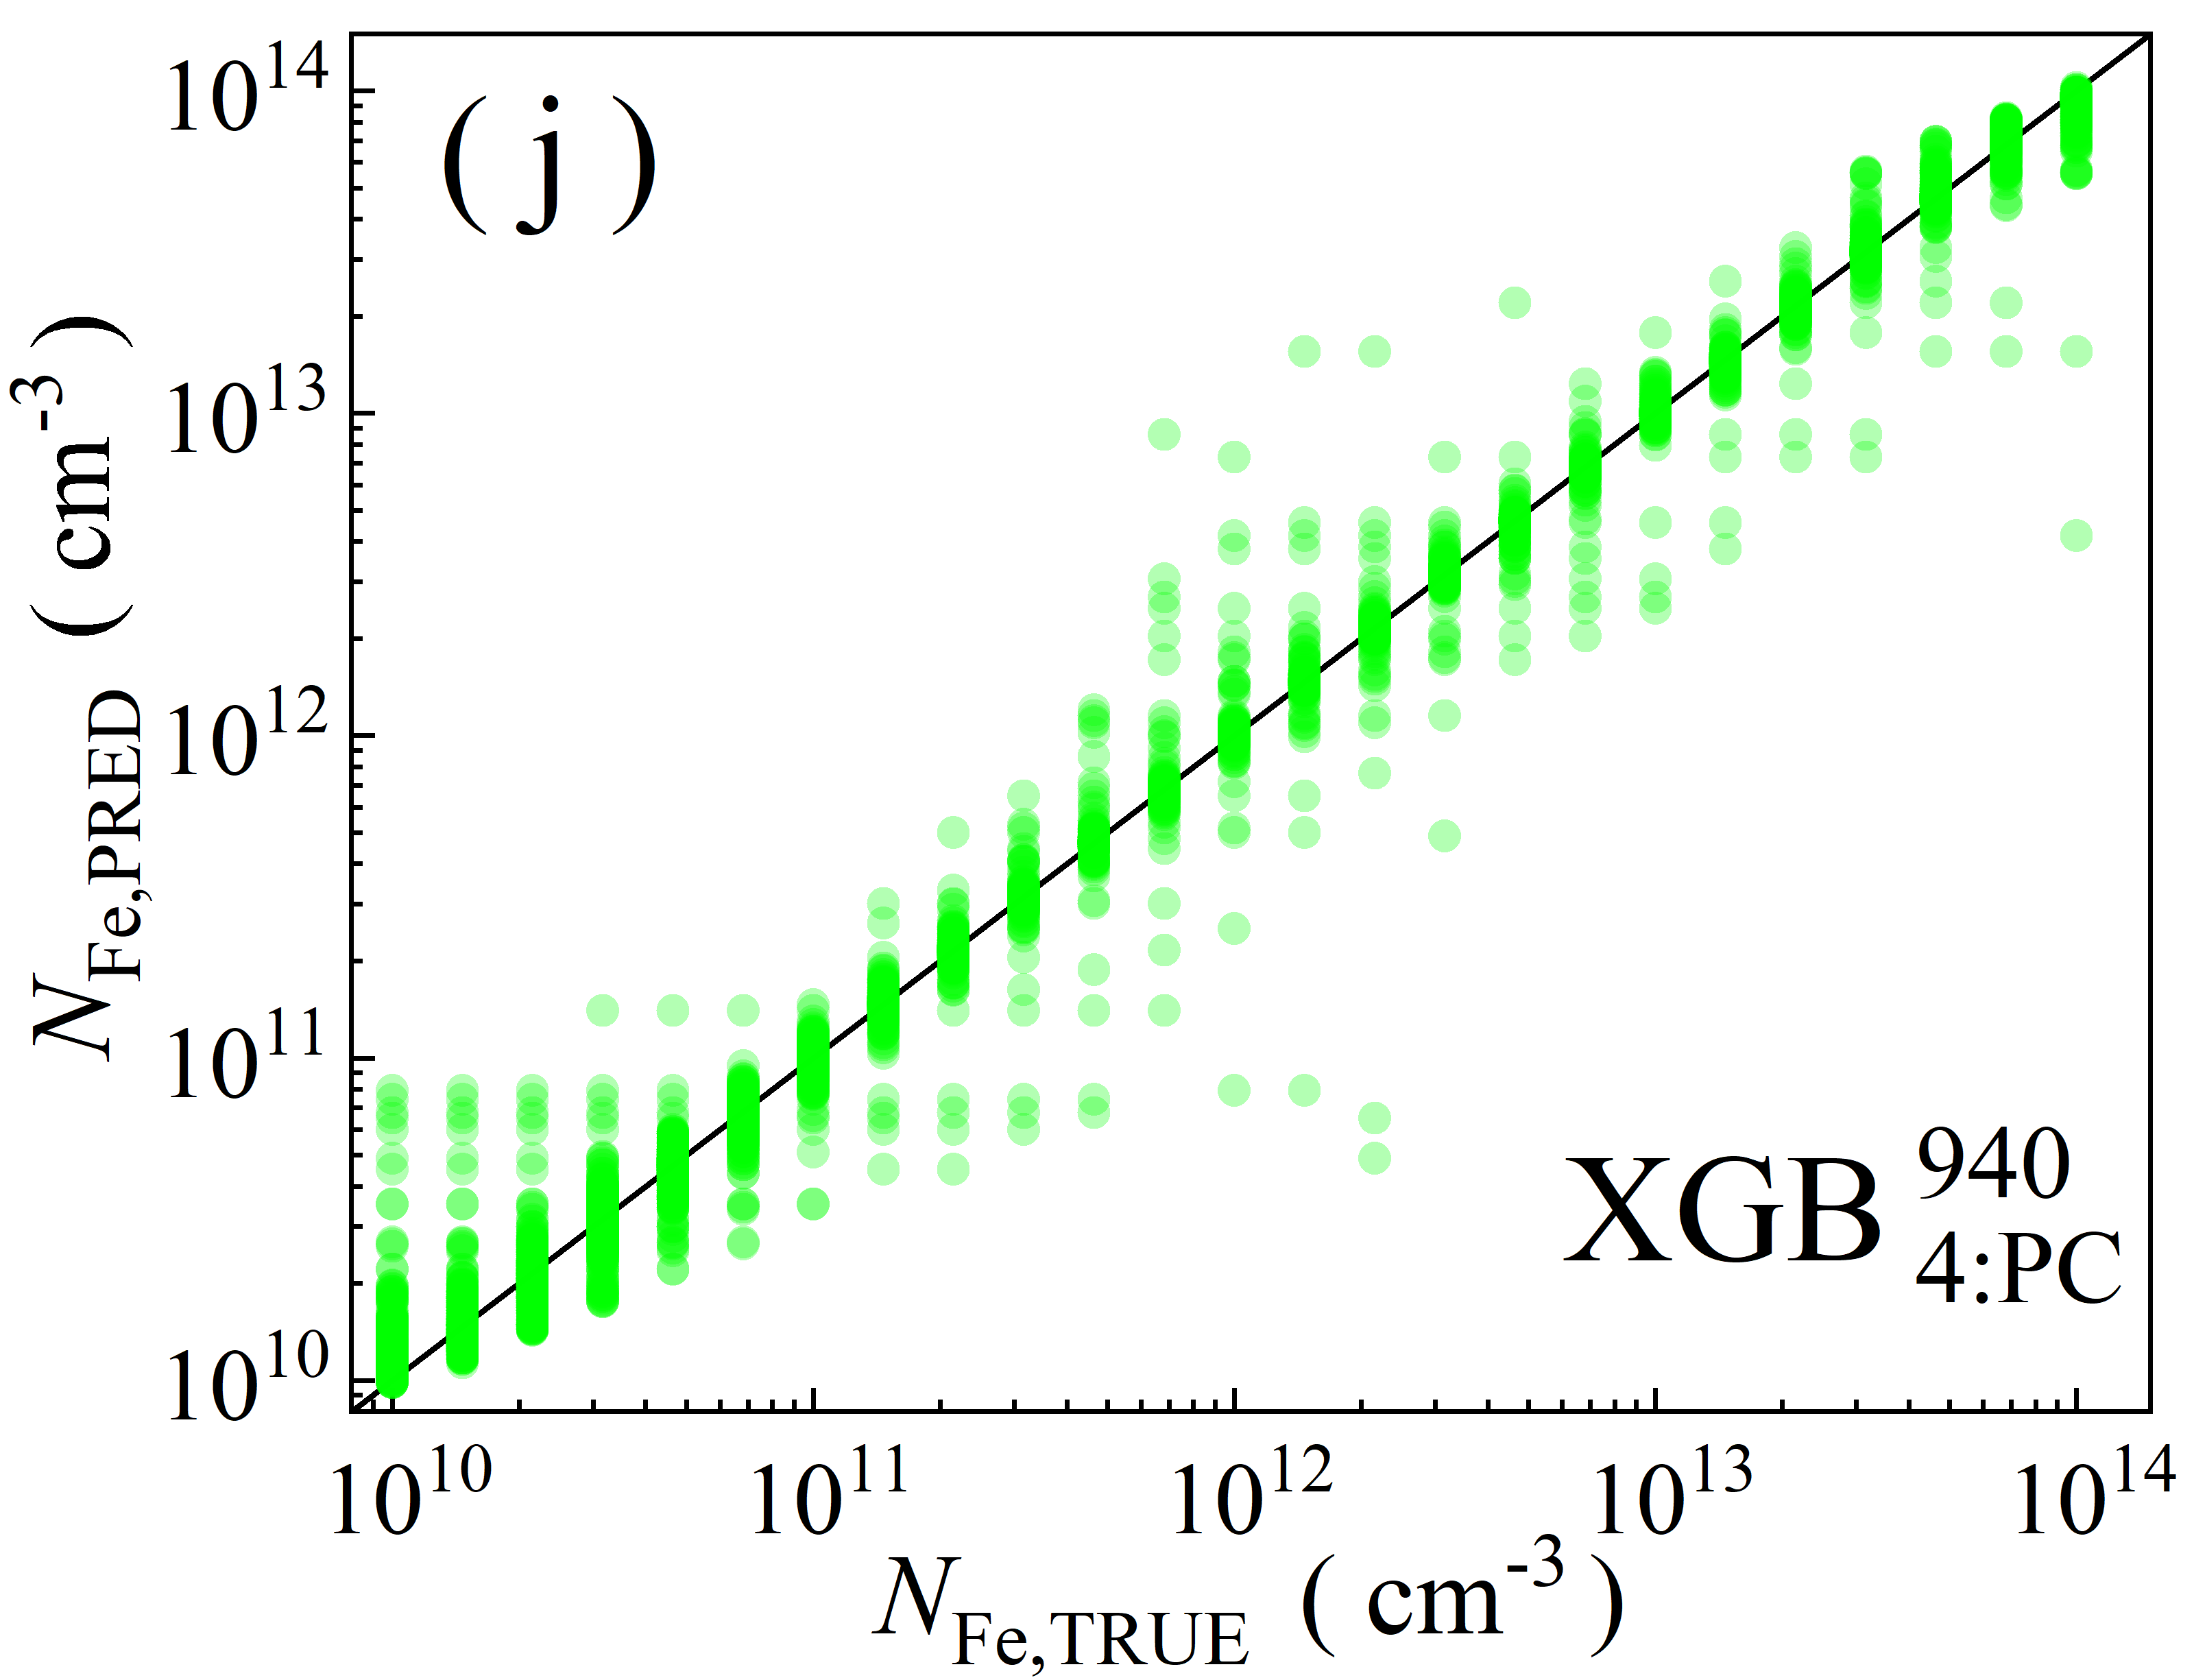 ( j )
10^14
10^13
10^12
10^11
10^10
N_Fe,PRED ( cm^-3 )
XGB 940 4:PC
10^10 10^11 10^12 10^13 10^14
N_Fe,TRUE ( cm^-3 )